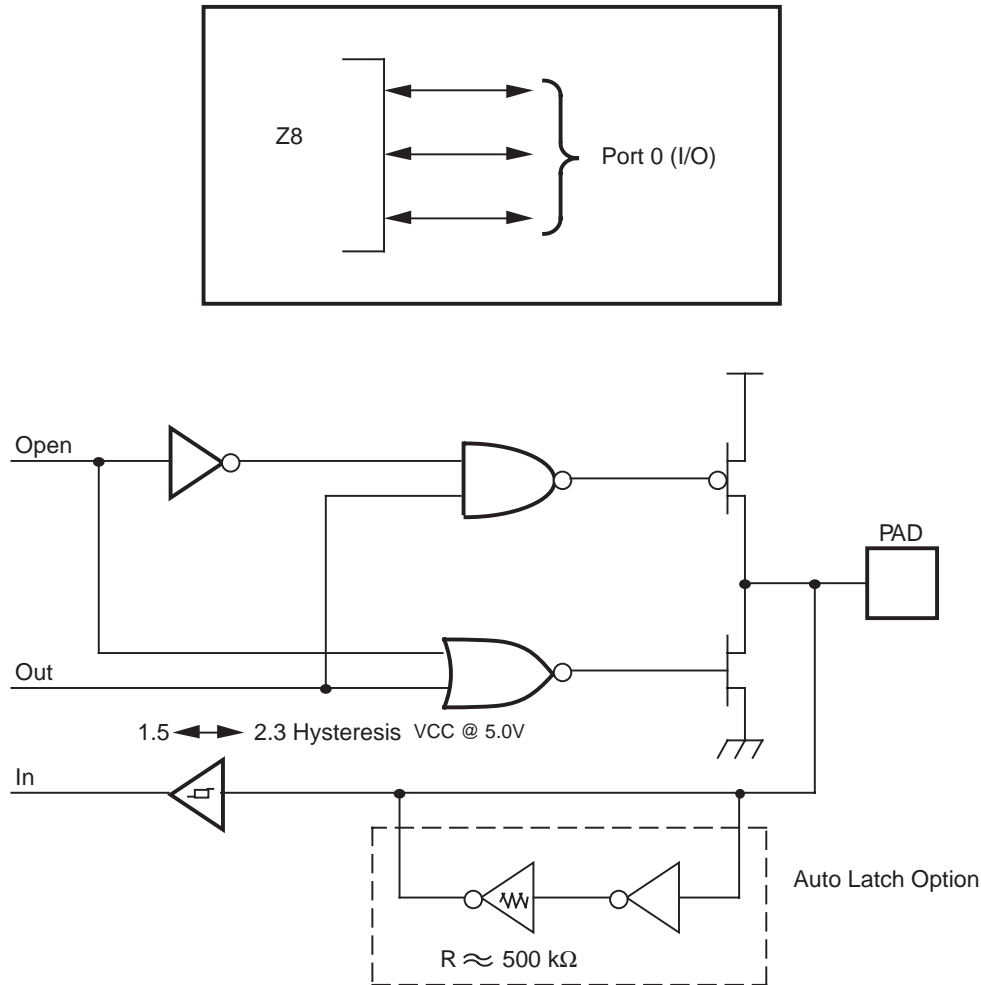 Z8
Port 0 (I/O)
Open
PAD
Out
1.5 2.3 Hysteresis VCC @ 5.0V
In
Auto Latch Option
R ≈ 500 kΩ